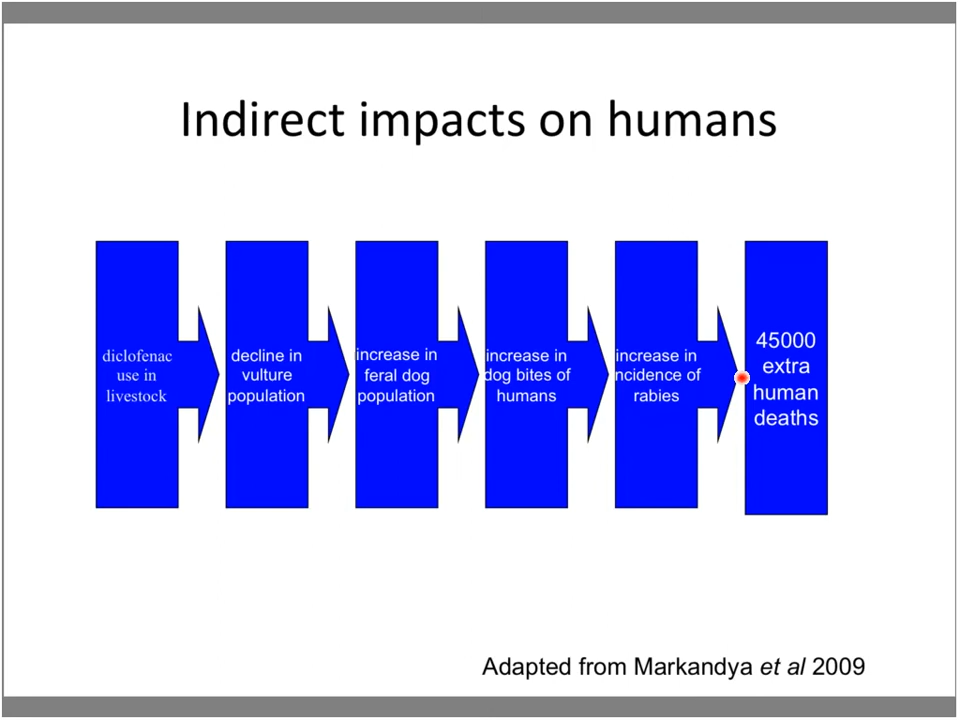 Indirect impacts on humans
diclofenac
use in
livestock
decline in
vulture
population
increase in
feral dog
population
increase in
dog bites of
humans
increase in
ncidence of
rabies
45000
extra
human
deaths
Adapted from Markandya et al 2009